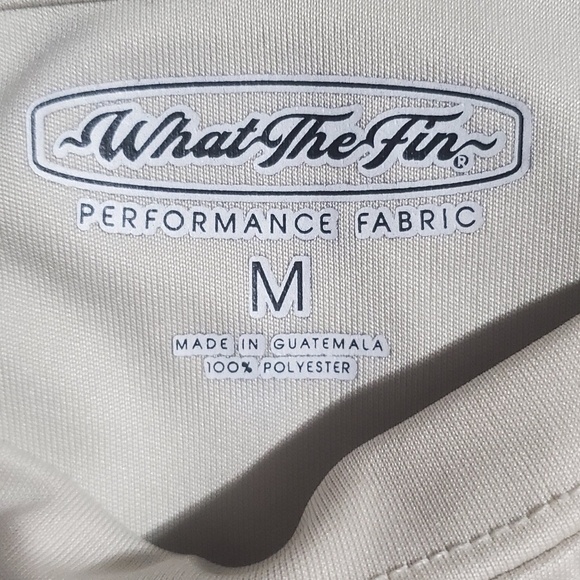 ~What The Fin~®
PERFORMANCE FABRIC
M
MADE IN GUATEMALA
100% POLYESTER